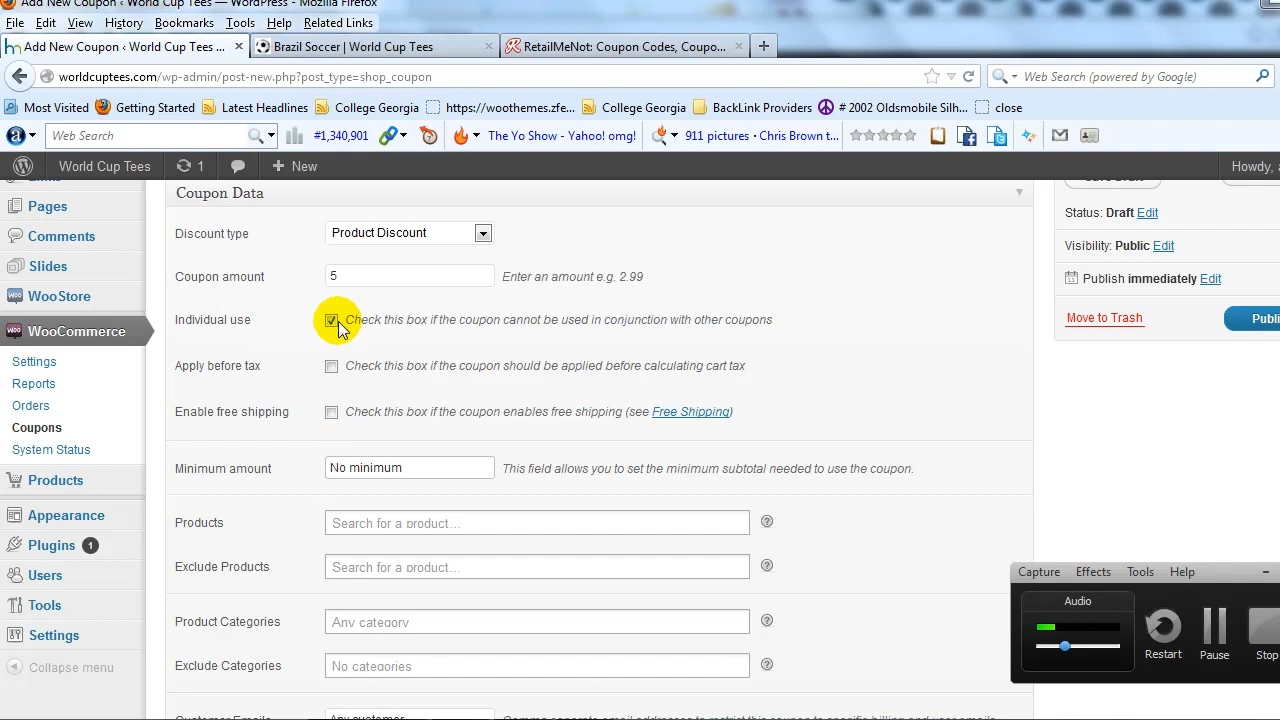 Add New Coupon ‹ World Cup Tees — WordPress - Mozilla Firefox
File Edit View History Bookmarks Tools Help Related Links
Add New Coupon ‹ World Cup Tees ... × Brazil Soccer | World Cup Tees × RetailMeNot: Coupon Codes, Coupo... ×
worldcuptees.com/wp-admin/post-new.php?post_type=shop_coupon Web Search (powered by Google)
Most Visited Getting Started Latest Headlines College Georgia https://woothemes.zfe... College Georgia BackLink Providers # 2002 Oldsmobile Silh... close
Web Search #1,340,901 The Yo Show - Yahoo! omg! 911 pictures - Chris Brown t...
World Cup Tees 1 New Howdy,
Pages
Comments
Slides
WooStore
WooCommerce
Settings
Reports
Orders
Coupons
System Status
Products
Appearance
Plugins 1
Users
Tools
Settings
Collapse menu
Coupon Data
Discount type Product Discount
Coupon amount 5 Enter an amount e.g. 2.99
Individual use Check this box if the coupon cannot be used in conjunction with other coupons
Apply before tax Check this box if the coupon should be applied before calculating cart tax
Enable free shipping Check this box if the coupon enables free shipping (see Free Shipping)
Minimum amount No minimum This field allows you to set the minimum subtotal needed to use the coupon.
Products Search for a product...
Exclude Products Search for a product...
Product Categories Any category
Exclude Categories No categories
Customer Emails Any customer Comma separate email addresses to restrict this coupon to specific billing and user emails
Save Draft
Status: Draft Edit
Visibility: Public Edit
Publish immediately Edit
Move to Trash Publi
Capture Effects Tools Help
Audio
Restart Pause Stop